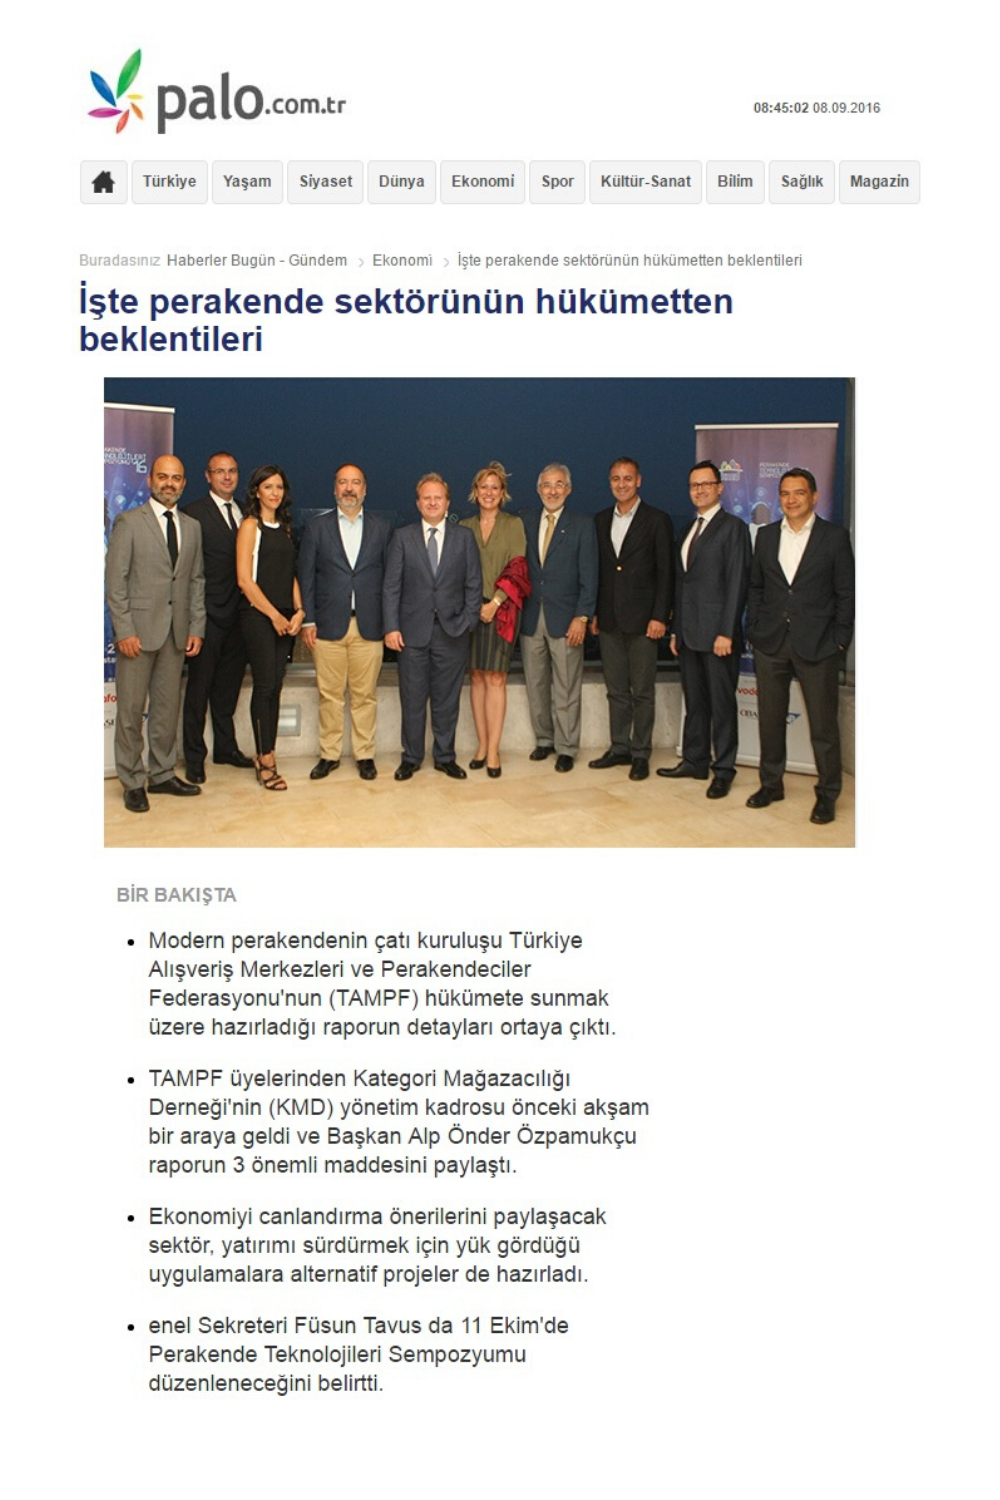 palo.com.tr
08:45:02 08.09.2016
Türkiye Yaşam Siyaset Dünya Ekonomi Spor Kültür-Sanat Bilim Sağlık Magazin
Buradasınız Haberler Bugün - Gündem > Ekonomi > İşte perakende sektörünün hükümetten beklentileri
İşte perakende sektörünün hükümetten
beklentileri
PERAKENDE
TEKNOLOJİLERİ
16
BİR BAKIŞTA
• Modern perakendenin çatı kuruluşu Türkiye
Alışveriş Merkezleri ve Perakendeciler
Federasyonu'nun (TAMPF) hükümete sunmak
üzere hazırladığı raporun detayları ortaya çıktı.
• TAMPF üyelerinden Kategori Mağazacılığı
Derneği'nin (KMD) yönetim kadrosu önceki akşam
bir araya geldi ve Başkan Alp Önder Özpamukçu
raporun 3 önemli maddesini paylaştı.
• Ekonomiyi canlandırma önerilerini paylaşacak
sektör, yatırımı sürdürmek için yük gördüğü
uygulamalara alternatif projeler de hazırladı.
• enel Sekreteri Füsun Tavus da 11 Ekim'de
Perakende Teknolojileri Sempozyumu
düzenleneceğini belirtti.